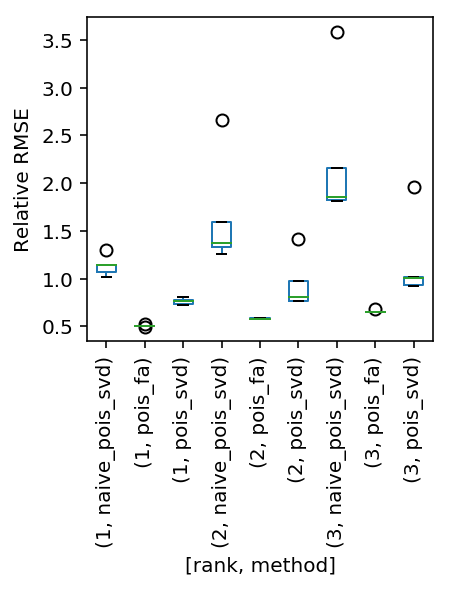 Relative RMSE
3.5
3.0
2.5
2.0
1.5
1.0
0.5
(1, naive_pois_svd)
(1, pois_fa)
(1, pois_svd)
(2, naive_pois_svd)
(2, pois_fa)
(2, pois_svd)
(3, naive_pois_svd)
(3, pois_fa)
(3, pois_svd)
[rank, method]